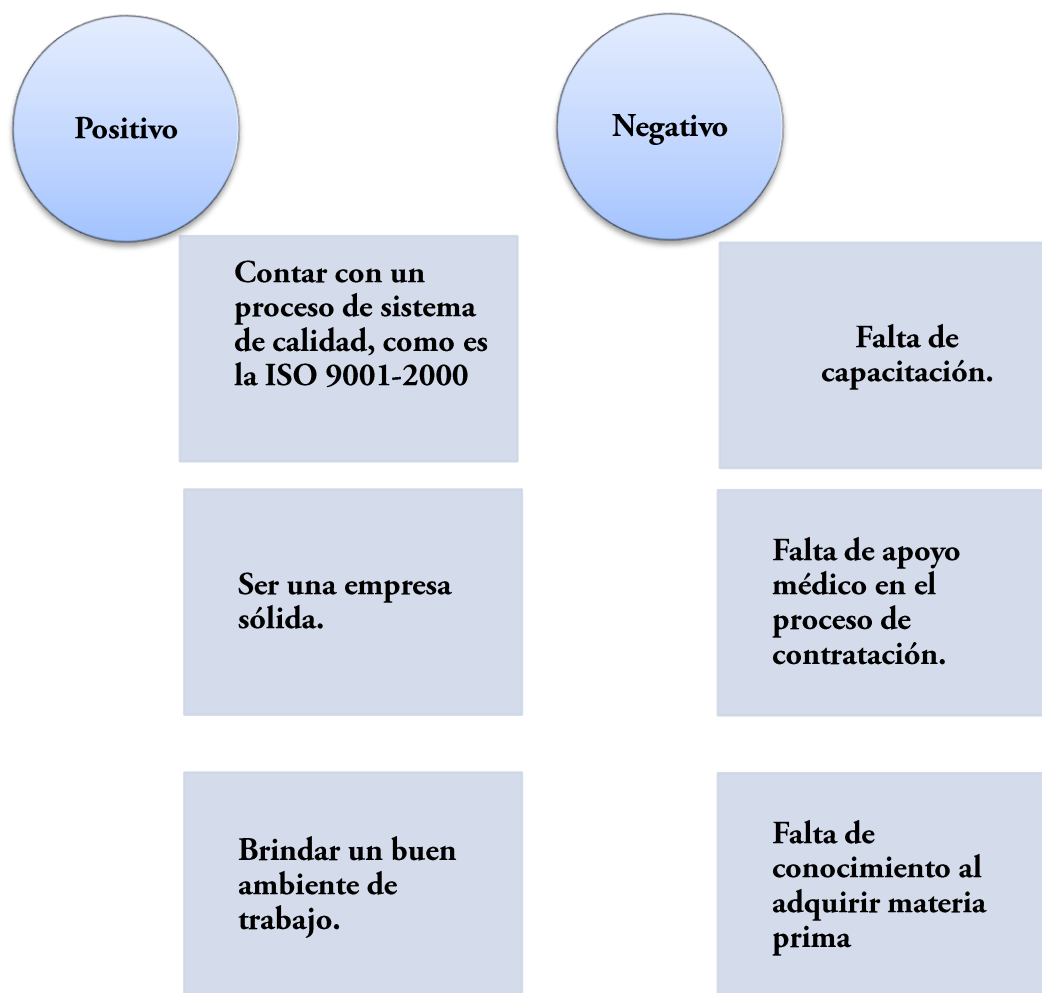 Positivo
Contar con un
proceso de sistema
de calidad, como es
la ISO 9001-2000
Ser una empresa
sólida.
Brindar un buen
ambiente de
trabajo.
Negativo
Falta de
capacitación.
Falta de apoyo
médico en el
proceso de
contratación.
Falta de
conocimiento al
adquirir materia
prima